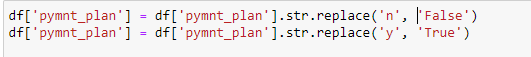 df['pymnt_plan'] = df['pymnt_plan'].str.replace('n', 'False')
df['pymnt_plan'] = df['pymnt_plan'].str.replace('y', 'True')